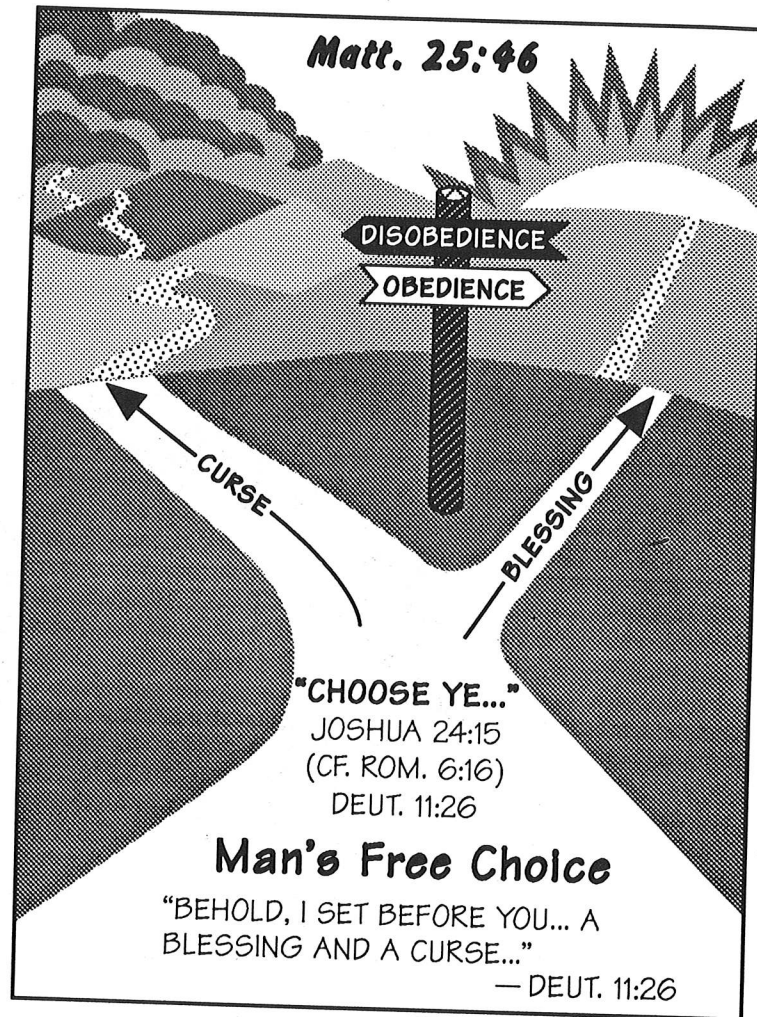 Matt. 25:46
DISOBEDIENCE
OBEDIENCE
CURSE
BLESSING
"CHOOSE YE..."
JOSHUA 24:15
(CF. ROM. 6:16)
DEUT. 11:26
Man's Free Choice
"BEHOLD, I SET BEFORE YOU... A
BLESSING AND A CURSE..."
— DEUT. 11:26